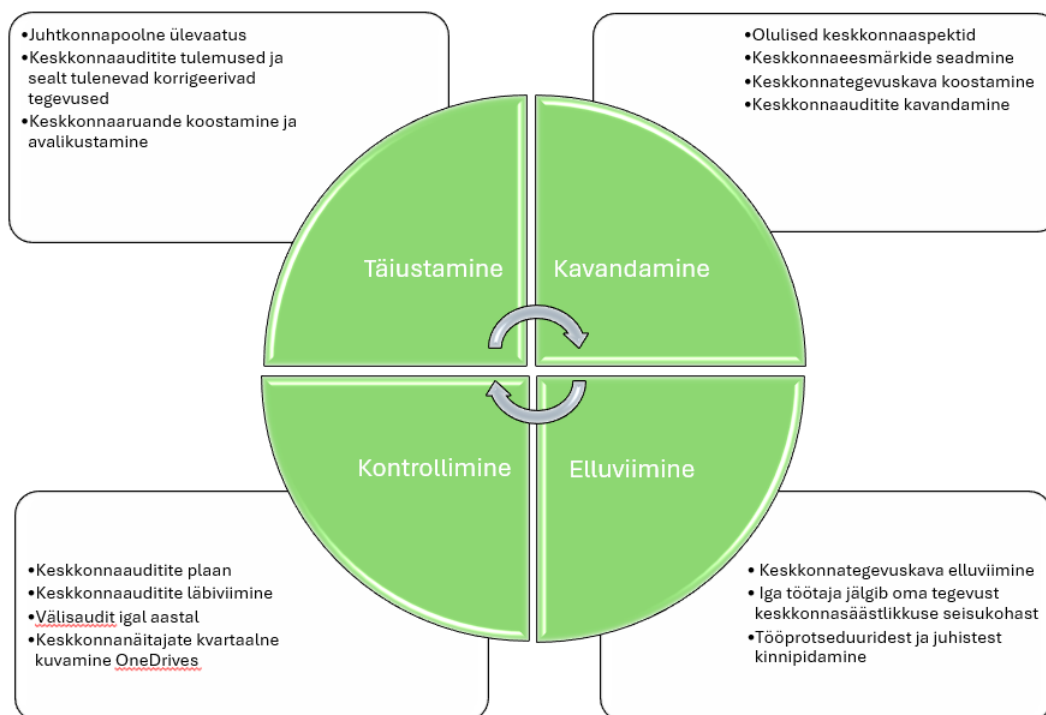 •Juhtkonnapoolne ülevaatus
•Keskkonnaauditite tulemused ja
sealt tulenevad korrigeerivad
tegevused
•Keskkonnaaruande koostamine ja
avalikustamine
•Olulised keskkonnaaspektid
•Keskkonnaeesmärkide seadmine
•Keskkonnategevuskava koostamine
•Keskkonnaauditite kavandamine
Täiustamine
Kavandamine
Kontrollimine
Elluviimine
•Keskkonnaauditite plaan
•Keskkonnaauditite läbiviimine
•Välisaudit igal aastal
•Keskkonnanäitajate kvartaalne
kuvamine OneDrives
• Keskkonnategevuskava elluviimine
• Iga töötaja jälgib oma tegevust
keskkonnasäästlikkuse seisukohast
•Tööprotseduuridest ja juhistest
kinnipidamine